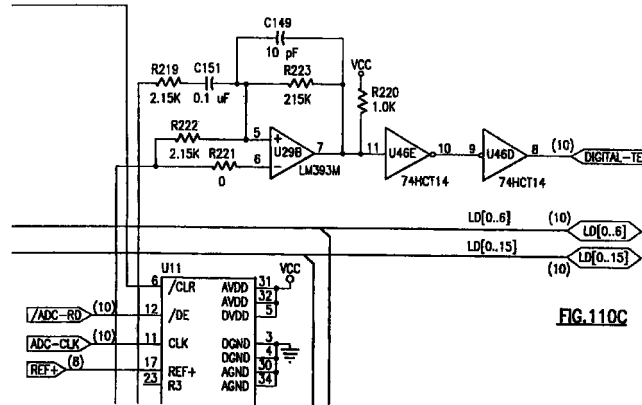 C149
10 pF
R219
C151
R223
VCC
2.15K
0.1 uF
215K
R220
1.0K
R222
5
+
7
11
U46E
10
9
U46D
8
(10)
DIGITAL-TE
2.15K
R221
6
-
U29B
LM393M
74HCT14
74HCT14
0
LD[0..6]
(10)
LD[0..6]
LD[0..15]
(10)
LD[0..15]
U11
6
/CLR
AVDD
31
VCC
AVDD
32
/ADC-RD
(10)
12
/OE
DVDD
5
ADC-CLK
(10)
11
CLK
DGND
3
DGND
4
REF+
(8)
17
REF+
AGND
30
23
R3
AGND
34
FIG.110C